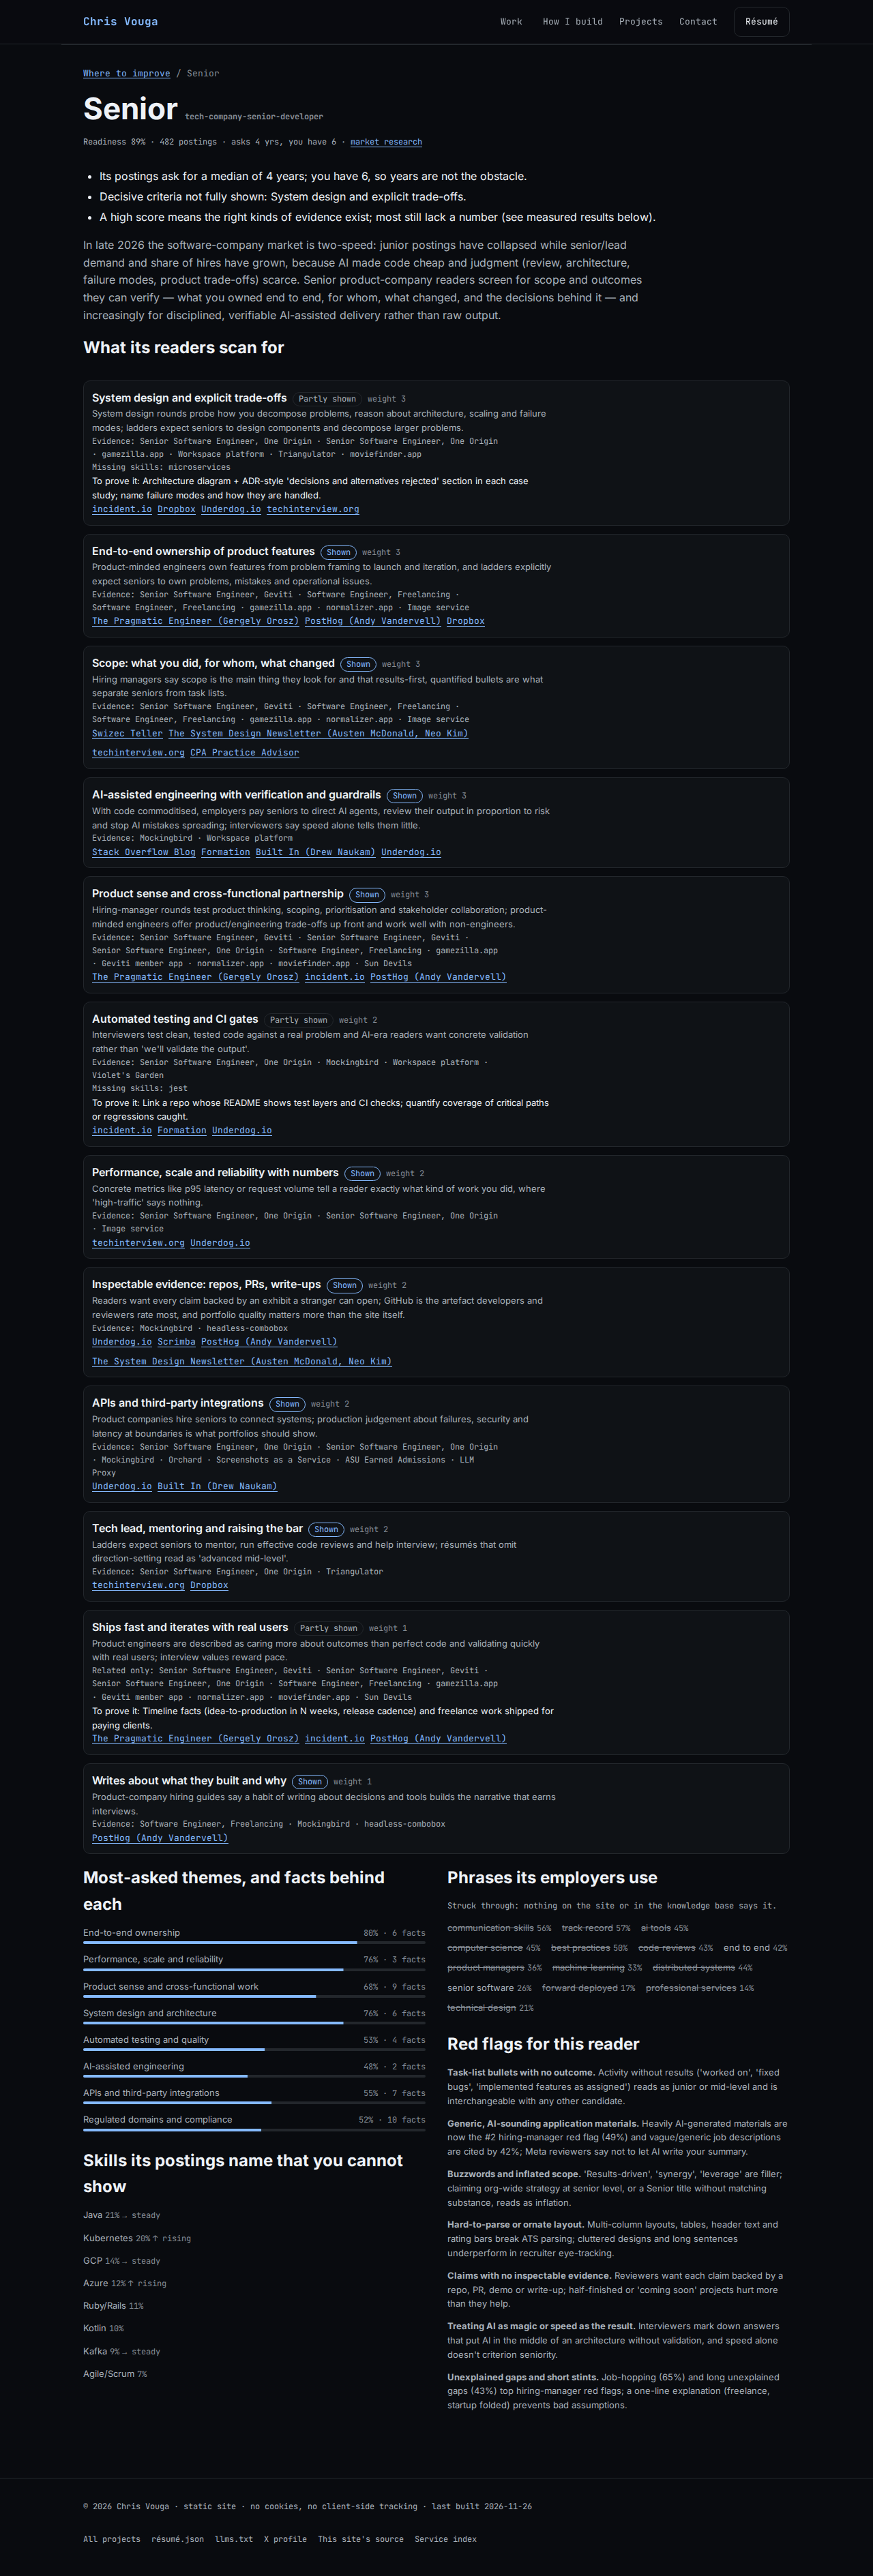 Chris Vouga
Work How I build Projects Contact Résumé
Where to improve / Senior
Senior tech-company-senior-developer
Readiness 89% · 482 postings · asks 4 yrs, you have 6 · market research
• Its postings ask for a median of 4 years; you have 6, so years are not the obstacle.
• Decisive criteria not fully shown: System design and explicit trade-offs.
• A high score means the right kinds of evidence exist; most still lack a number (see measured results below).
In late 2026 the software-company market is two-speed: junior postings have collapsed while senior/lead
demand and share of hires have grown, because AI made code cheap and judgment (review, architecture,
failure modes, product trade-offs) scarce. Senior product-company readers screen for scope and outcomes
they can verify — what you owned end to end, for whom, what changed, and the decisions behind it — and
increasingly for disciplined, verifiable AI-assisted delivery rather than raw output.
What its readers scan for
System design and explicit trade-offs Partly shown weight 3
System design rounds probe how you decompose problems, reason about architecture, scaling and failure
modes; ladders expect seniors to design components and decompose larger problems.
Evidence: Senior Software Engineer, One Origin · Senior Software Engineer, One Origin
· gamezilla.app · Workspace platform · Triangulator · moviefinder.app
Missing skills: microservices
To prove it: Architecture diagram + ADR-style 'decisions and alternatives rejected' section in each case
study; name failure modes and how they are handled.
incident.io Dropbox Underdog.io techinterview.org
End-to-end ownership of product features Shown weight 3
Product-minded engineers own features from problem framing to launch and iteration, and ladders explicitly
expect seniors to own problems, mistakes and operational issues.
Evidence: Senior Software Engineer, Geviti · Software Engineer, Freelancing ·
Software Engineer, Freelancing · gamezilla.app · normalizer.app · Image service
The Pragmatic Engineer (Gergely Orosz) PostHog (Andy Vandervell) Dropbox
Scope: what you did, for whom, what changed Shown weight 3
Hiring managers say scope is the main thing they look for and that results-first, quantified bullets are what
separate seniors from task lists.
Evidence: Senior Software Engineer, Geviti · Software Engineer, Freelancing ·
Software Engineer, Freelancing · gamezilla.app · normalizer.app · Image service
Swizec Teller The System Design Newsletter (Austen McDonald, Neo Kim)
techinterview.org CPA Practice Advisor
AI-assisted engineering with verification and guardrails Shown weight 3
With code commoditised, employers pay seniors to direct AI agents, review their output in proportion to risk
and stop AI mistakes spreading; interviewers say speed alone tells them little.
Evidence: Mockingbird · Workspace platform
Stack Overflow Blog Formation Built In (Drew Naukam) Underdog.io
Product sense and cross-functional partnership Shown weight 3
Hiring-manager rounds test product thinking, scoping, prioritisation and stakeholder collaboration; product-
minded engineers offer product/engineering trade-offs up front and work well with non-engineers.
Evidence: Senior Software Engineer, Geviti · Senior Software Engineer, Geviti ·
Senior Software Engineer, One Origin · Software Engineer, Freelancing · gamezilla.app
· Geviti member app · normalizer.app · moviefinder.app · Sun Devils
The Pragmatic Engineer (Gergely Orosz) incident.io PostHog (Andy Vandervell)
Automated testing and CI gates Partly shown weight 2
Interviewers test clean, tested code against a real problem and AI-era readers want concrete validation
rather than 'we'll validate the output'.
Evidence: Senior Software Engineer, One Origin · Mockingbird · Workspace platform ·
Violet's Garden
Missing skills: jest
To prove it: Link a repo whose README shows test layers and CI checks; quantify coverage of critical paths
or regressions caught.
incident.io Formation Underdog.io
Performance, scale and reliability with numbers Shown weight 2
Concrete metrics like p95 latency or request volume tell a reader exactly what kind of work you did, where
'high-traffic' says nothing.
Evidence: Senior Software Engineer, One Origin · Senior Software Engineer, One Origin
· Image service
techinterview.org Underdog.io
Inspectable evidence: repos, PRs, write-ups Shown weight 2
Readers want every claim backed by an exhibit a stranger can open; GitHub is the artefact developers and
reviewers rate most, and portfolio quality matters more than the site itself.
Evidence: Mockingbird · headless-combobox
Underdog.io Scrimba PostHog (Andy Vandervell)
The System Design Newsletter (Austen McDonald, Neo Kim)
APIs and third-party integrations Shown weight 2
Product companies hire seniors to connect systems; production judgement about failures, security and
latency at boundaries is what portfolios should show.
Evidence: Senior Software Engineer, One Origin · Senior Software Engineer, One Origin
· Mockingbird · Orchard · Screenshots as a Service · ASU Earned Admissions · LLM
Proxy
Underdog.io Built In (Drew Naukam)
Tech lead, mentoring and raising the bar Shown weight 2
Ladders expect seniors to mentor, run effective code reviews and help interview; résumés that omit
direction-setting read as 'advanced mid-level'.
Evidence: Senior Software Engineer, One Origin · Triangulator
techinterview.org Dropbox
Ships fast and iterates with real users Partly shown weight 1
Product engineers are described as caring more about outcomes than perfect code and validating quickly
with real users; interview values reward pace.
Related only: Senior Software Engineer, Geviti · Senior Software Engineer, Geviti ·
Senior Software Engineer, One Origin · Software Engineer, Freelancing · gamezilla.app
· Geviti member app · normalizer.app · moviefinder.app · Sun Devils
To prove it: Timeline facts (idea-to-production in N weeks, release cadence) and freelance work shipped for
paying clients.
The Pragmatic Engineer (Gergely Orosz) incident.io PostHog (Andy Vandervell)
Writes about what they built and why Shown weight 1
Product-company hiring guides say a habit of writing about decisions and tools builds the narrative that earns
interviews.
Evidence: Software Engineer, Freelancing · Mockingbird · headless-combobox
PostHog (Andy Vandervell)
Most-asked themes, and facts behind
each
End-to-end ownership 80% · 6 facts
Performance, scale and reliability 76% · 3 facts
Product sense and cross-functional work 68% · 9 facts
System design and architecture 76% · 6 facts
Automated testing and quality 53% · 4 facts
AI-assisted engineering 48% · 2 facts
APIs and third-party integrations 55% · 7 facts
Regulated domains and compliance 52% · 10 facts
Skills its postings name that you cannot
show
Java 21% → steady
Kubernetes 20% ↑ rising
GCP 14% → steady
Azure 12% ↑ rising
Ruby/Rails 11%
Kotlin 10%
Kafka 9% → steady
Agile/Scrum 7%
Phrases its employers use
Struck through: nothing on the site or in the knowledge base says it.
communication skills 56% track record 57% ai tools 45%
computer science 45% best practices 50% code reviews 43% end to end 42%
product managers 36% machine learning 33% distributed systems 44%
senior software 26% forward deployed 17% professional services 14%
technical design 21%
Red flags for this reader
Task-list bullets with no outcome. Activity without results ('worked on', 'fixed
bugs', 'implemented features as assigned') reads as junior or mid-level and is
interchangeable with any other candidate.
Generic, AI-sounding application materials. Heavily AI-generated materials are
now the #2 hiring-manager red flag (49%) and vague/generic job descriptions
are cited by 42%; Meta reviewers say not to let AI write your summary.
Buzzwords and inflated scope. 'Results-driven', 'synergy', 'leverage' are filler;
claiming org-wide strategy at senior level, or a Senior title without matching
substance, reads as inflation.
Hard-to-parse or ornate layout. Multi-column layouts, tables, header text and
rating bars break ATS parsing; cluttered designs and long sentences
underperform in recruiter eye-tracking.
Claims with no inspectable evidence. Reviewers want each claim backed by a
repo, PR, demo or write-up; half-finished or 'coming soon' projects hurt more
than they help.
Treating AI as magic or speed as the result. Interviewers mark down answers
that put AI in the middle of an architecture without validation, and speed alone
doesn't criterion seniority.
Unexplained gaps and short stints. Job-hopping (65%) and long unexplained
gaps (43%) top hiring-manager red flags; a one-line explanation (freelance,
startup folded) prevents bad assumptions.
© 2026 Chris Vouga · static site · no cookies, no client-side tracking · last built 2026-11-26
All projects résumé.json llms.txt X profile This site's source Service index